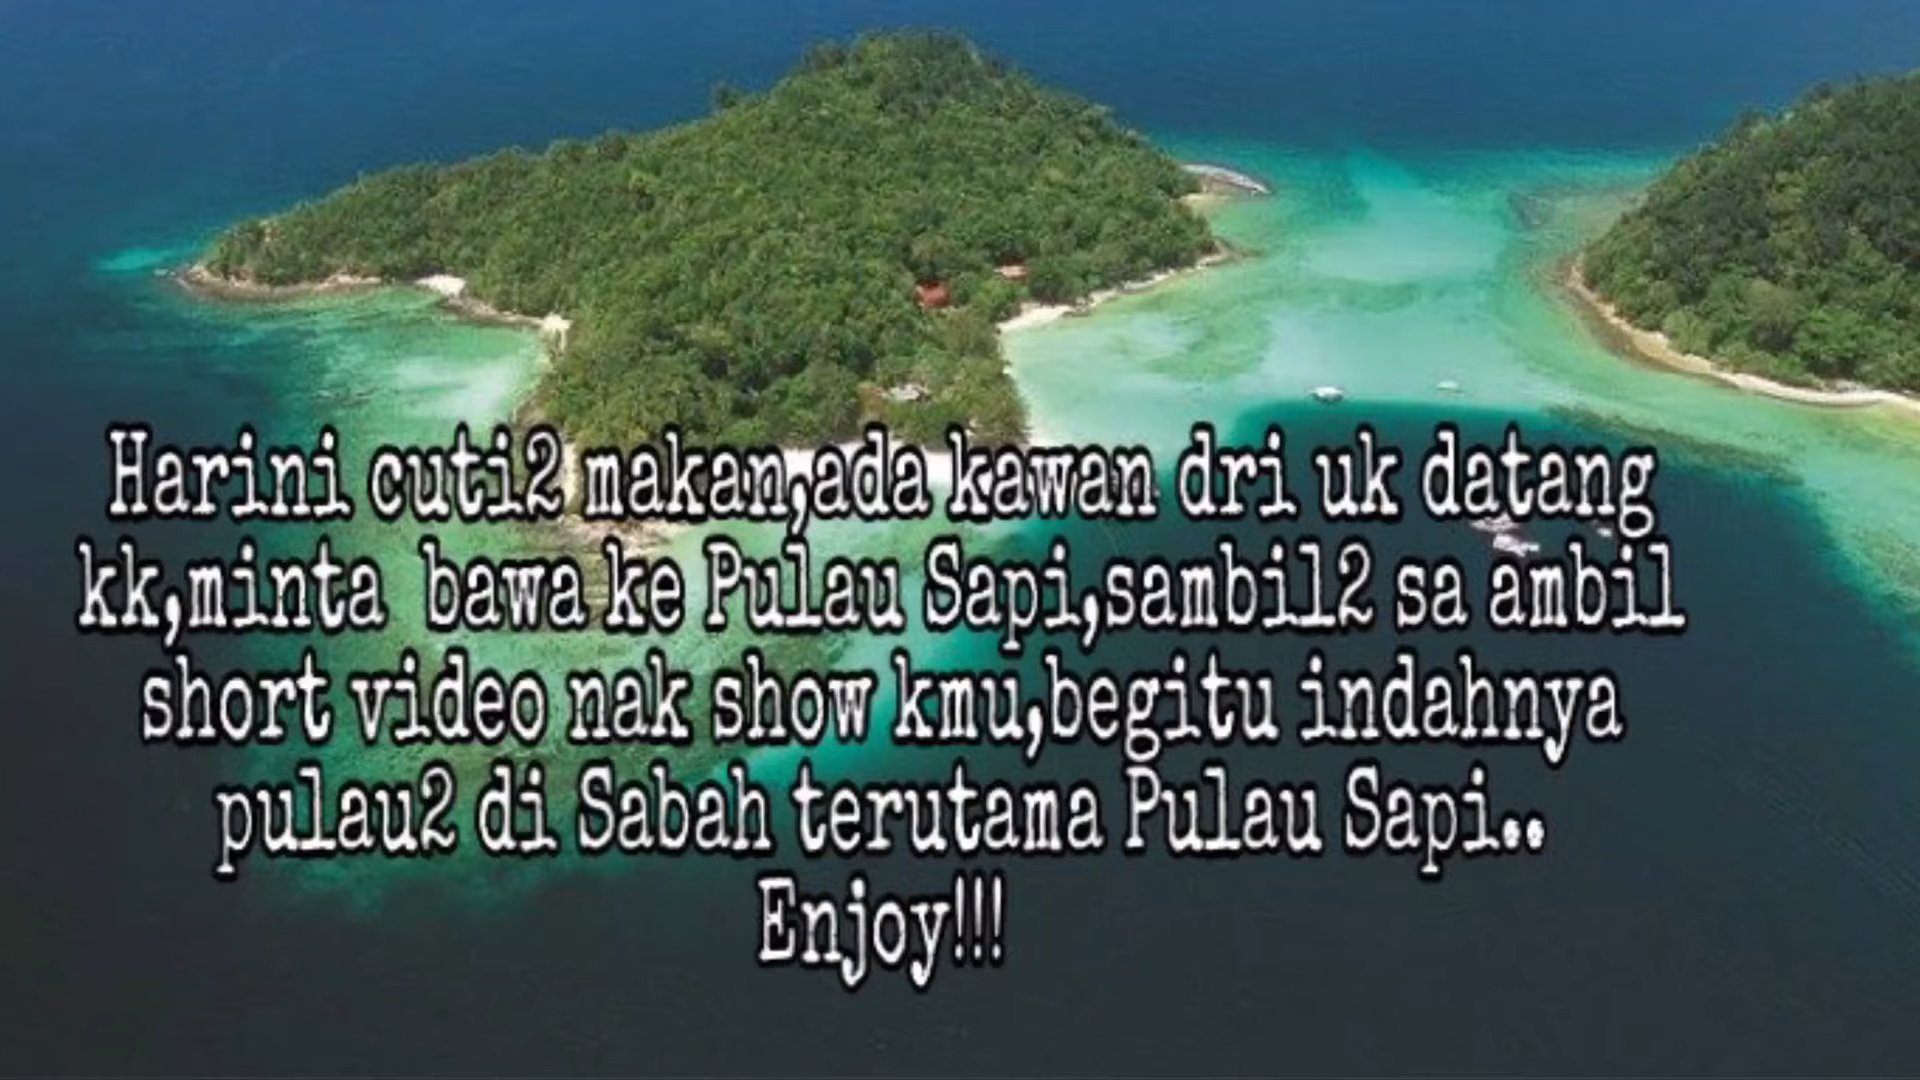 Harini cuti2 makan,ada kawan dri uk datang
kk,minta bawa ke Pulau Sapi,sambil2 sa ambil
short video nak show kmu,begitu indahnya
pulau2 di Sabah terutama Pulau Sapi..
Enjoy!!!